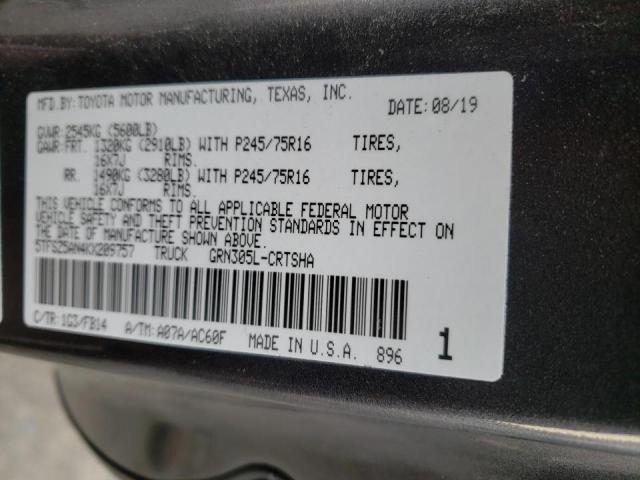 MFD.BY:TOYOTA MOTOR MANUFACTURING, TEXAS, INC.
DATE:08/19
GVWR:2545KG (5600LB)
GAWR:FRT. 1320KG (2910LB) WITH P245/75R16 TIRES,
16X7J RIMS.
RR. 1490KG (3280LB) WITH P245/75R16 TIRES,
16X7J RIMS.
THIS VEHICLE CONFORMS TO ALL APPLICABLE FEDERAL MOTOR
VEHICLE SAFETY AND THEFT PREVENTION STANDARDS IN EFFECT ON
THE DATE OF MANUFACTURE SHOWN ABOVE.
5TFSZ5AN4KX209757 TRUCK GRN305L-CRTSHA
C/TR:1G3/FB14 A/TM:A07A/AC60F MADE IN U.S.A. 896 1